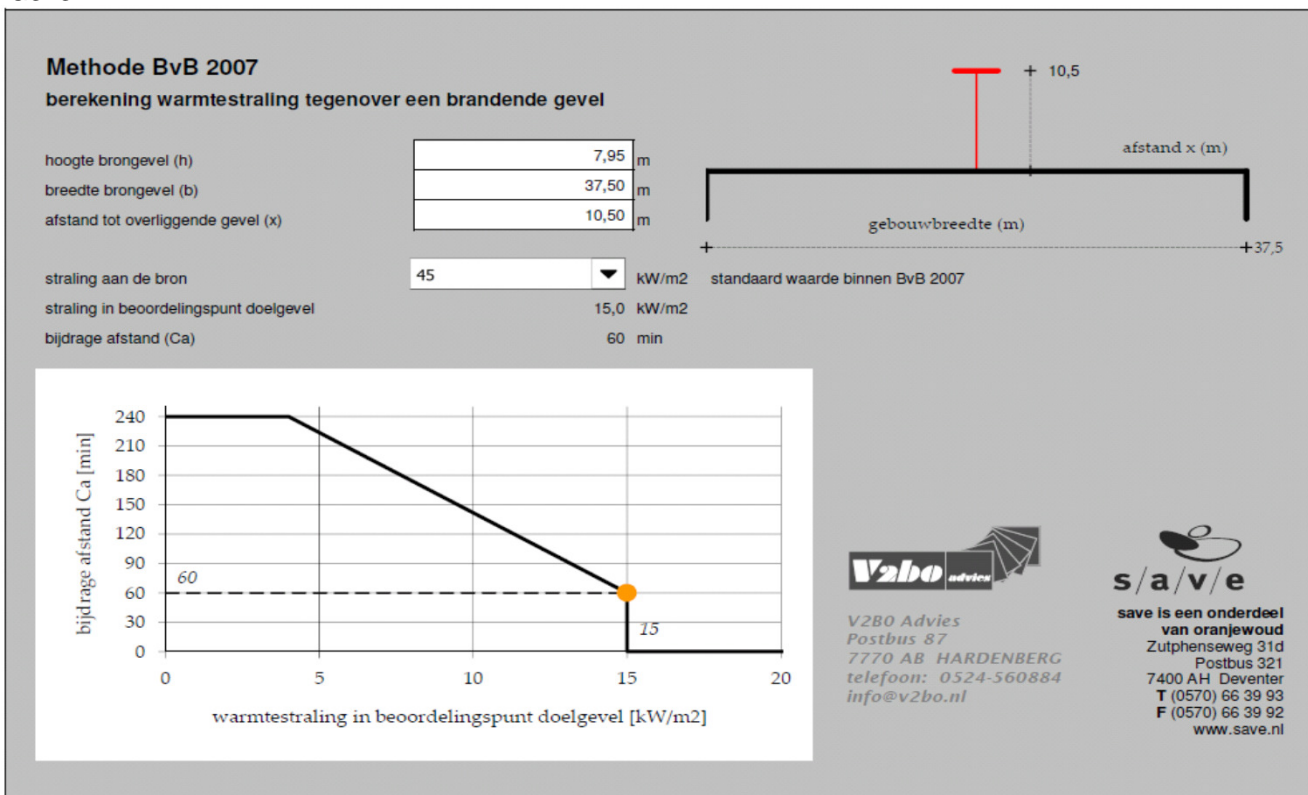 Methode BvB 2007
berekening warmtestraling tegenover een brandende gevel
hoogte brongevel (h) 7,95 m
breedte brongevel (b) 37,50 m
afstand tot overliggende gevel (x) 10,50 m
straling aan de bron 45 kW/m2 standaard waarde binnen BvB 2007
straling in beoordelingspunt doelgevel 15,0 kW/m2
bijdrage afstand (Ca) 60 min
10,5
afstand x (m)
gebouwbreedte (m)
37,5
bijdrage afstand Ca [min]
240
210
180
150
120
90
60
30
0
60
15
0 5 10 15 20
warmtestraling in beoordelingspunt doelgevel [kW/m2]
V2bo advies
V2B0 Advies
Postbus 87
7770 AB HARDENBERG
telefoon: 0524-560884
info@v2bo.nl
s/a/v/e
save is een onderdeel
van oranjewoud
Zutphenseweg 31d
Postbus 321
7400 AH Deventer
T (0570) 66 39 93
F (0570) 66 39 92
www.save.nl